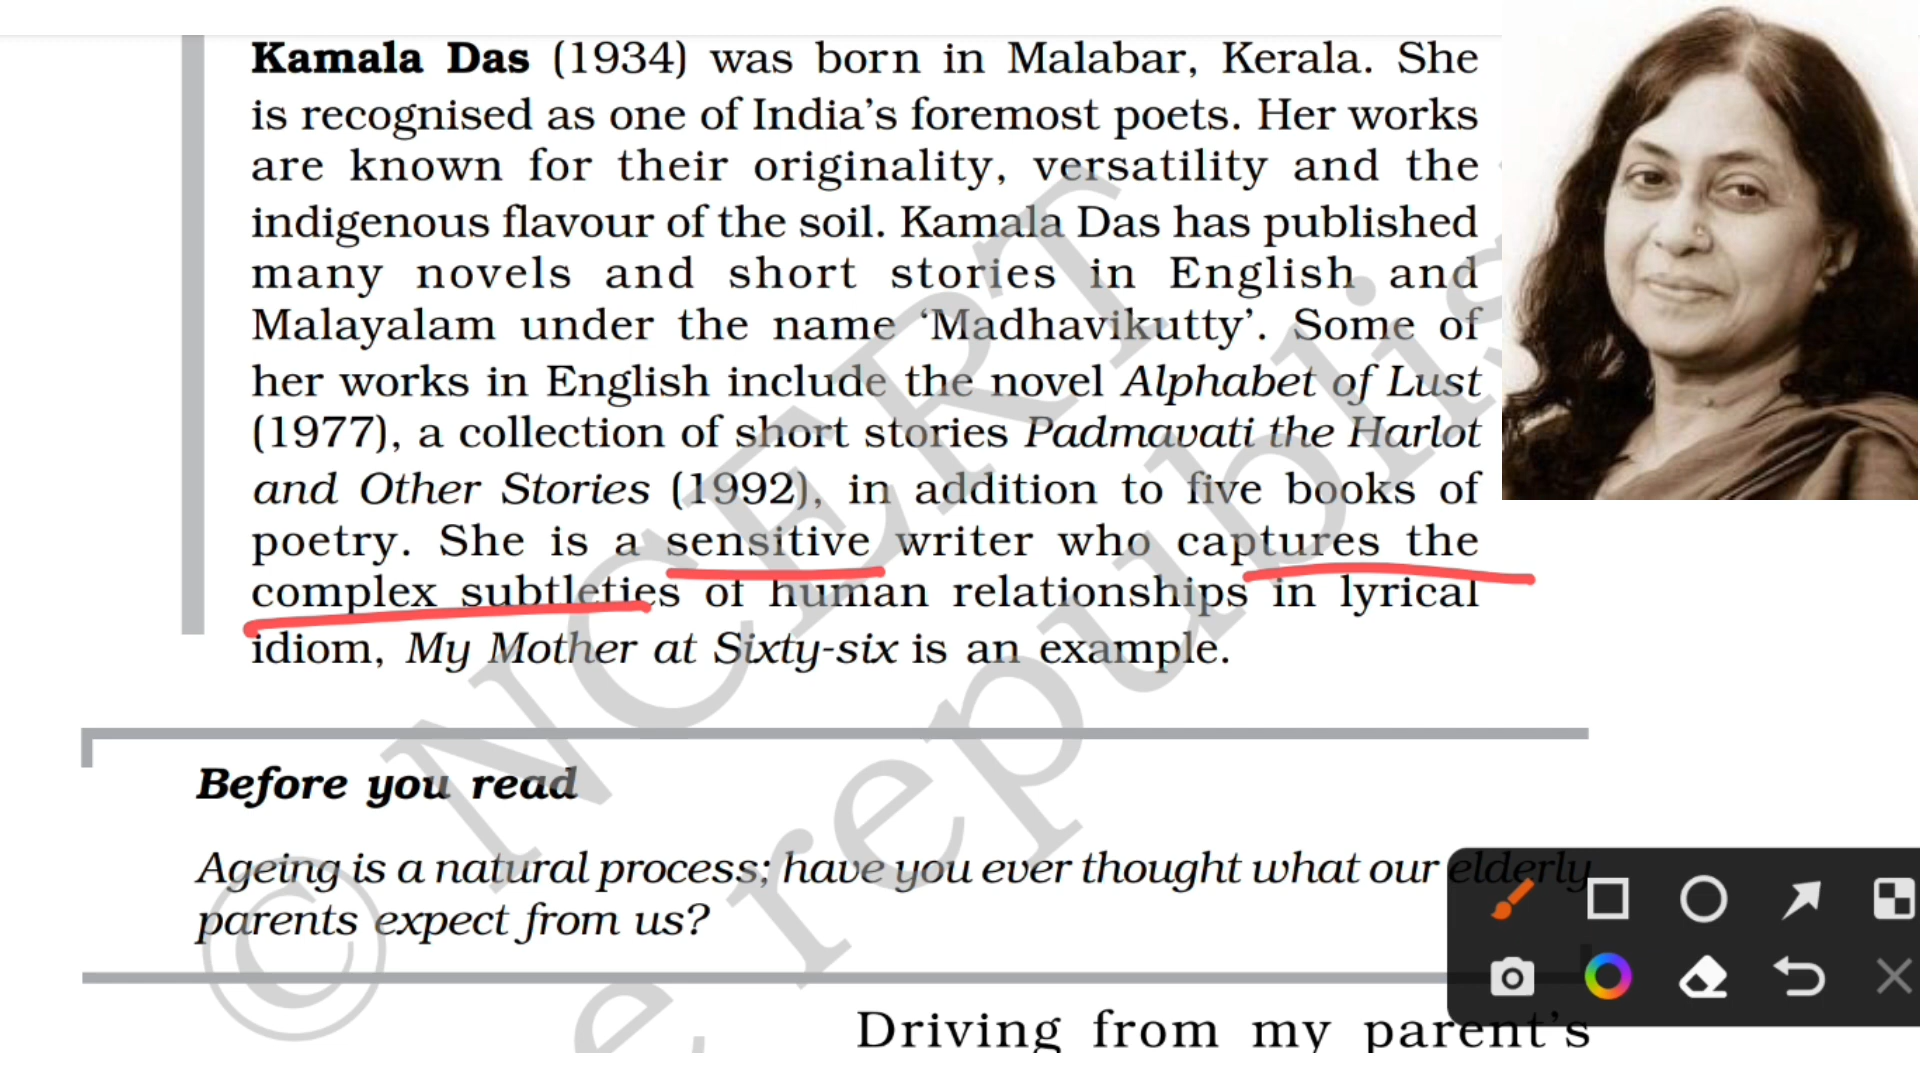 Kamala Das (1934) was born in Malabar, Kerala. She
is recognised as one of India's foremost poets. Her works
are known for their originality, versatility and the
indigenous flavour of the soil. Kamala Das has published
many novels and short stories in English and
Malayalam under the name ‘Madhavikutty’. Some of
her works in English include the novel Alphabet of Lust
(1977), a collection of short stories Padmavati the Harlot
and Other Stories (1992), in addition to five books of
poetry. She is a sensitive writer who captures the
complex subtleties of human relationships in lyrical
idiom, My Mother at Sixty-six is an example.
Before you read
Ageing is a natural process; have you ever thought what our elderly
parents expect from us?
Driving from my parent's
© NCERT
republis